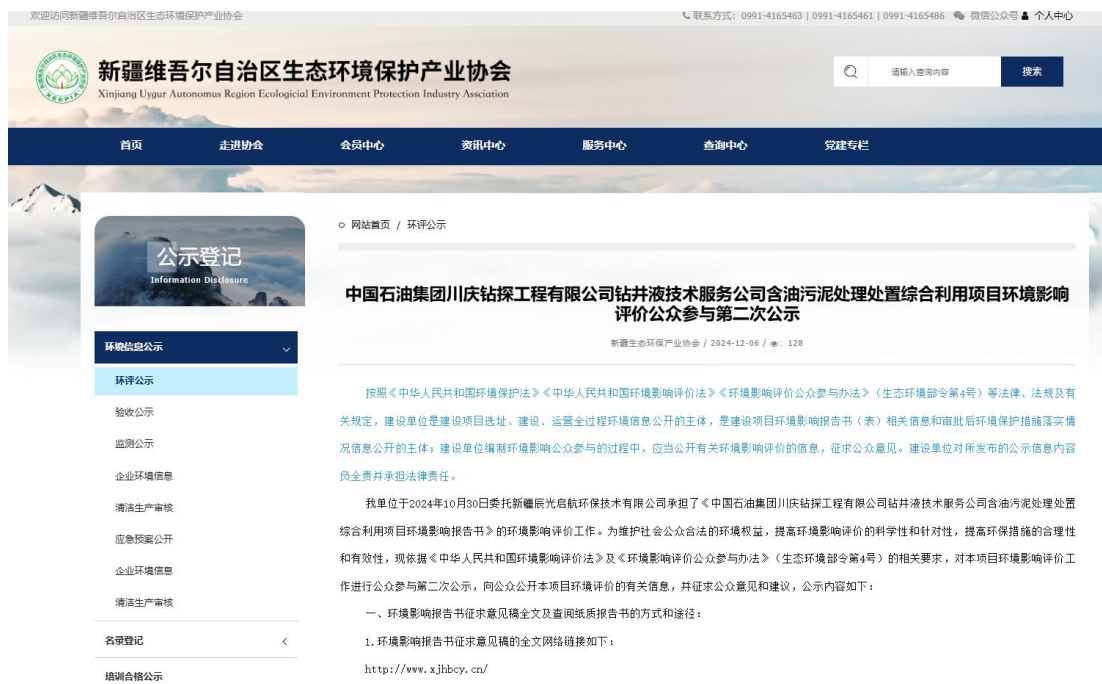 欢迎访问新疆维吾尔自治区生态环境保护产业协会
联系方式：0991-4165463 | 0991-4165461 | 0991-4165486 微信公众号 个人中心
新疆维吾尔自治区生态环境保护产业协会
Xinjiang Uygur Autonomus Region Ecologicial Environment Protection Industry Assciation
XEEPIA
请输入查询内容
搜索
首页 走进协会 会员中心 资讯中心 服务中心 查询中心 党建专栏
公示登记
Information Disclosure
环境信息公示
环评公示
验收公示
监测公示
企业环境信息
清洁生产审核
应急预案公开
企业环境信息
清洁生产审核
名录登记
培训合格公示
网站首页 / 环评公示
中国石油集团川庆钻探工程有限公司钻井液技术服务公司含油污泥处理处置综合利用项目环境影响
评价公众参与第二次公示
新疆生态环保产业协会 / 2024-12-06 / : 128
按照《中华人民共和国环境保护法》《中华人民共和国环境影响评价法》《环境影响评价公众参与办法》（生态环境部令第4号）等法律、法规及有
关规定，建设单位是建设项目选址、建设、运营全过程环境信息公开的主体，是建设项目环境影响报告书（表）相关信息和审批后环境保护措施落实情
况信息公开的主体；建设单位编制环境影响公众参与的过程中，应当公开有关环境影响评价的信息，征求公众意见。建设单位对所发布的公示信息内容
负全责并承担法律责任。
我单位于2024年10月30日委托新疆辰光启航环保技术有限公司承担了《中国石油集团川庆钻探工程有限公司钻井液技术服务公司含油污泥处理处置
综合利用项目环境影响报告书》的环境影响评价工作。为维护社会公众合法的环境权益，提高环境影响评价的科学性和针对性，提高环保措施的合理性
和有效性，现依据《中华人民共和国环境影响评价法》及《环境影响评价公众参与办法》（生态环境部令第4号）的相关要求，对本项目环境影响评价工
作进行公众参与第二次公示，向公众公开本项目环境评价的有关信息，并征求公众意见和建议，公示内容如下：
一、环境影响报告书征求意见稿全文及查阅纸质报告书的方式和途径：
1.环境影响报告书征求意见稿的全文网络链接如下：
http://www.xjhbcy.cn/